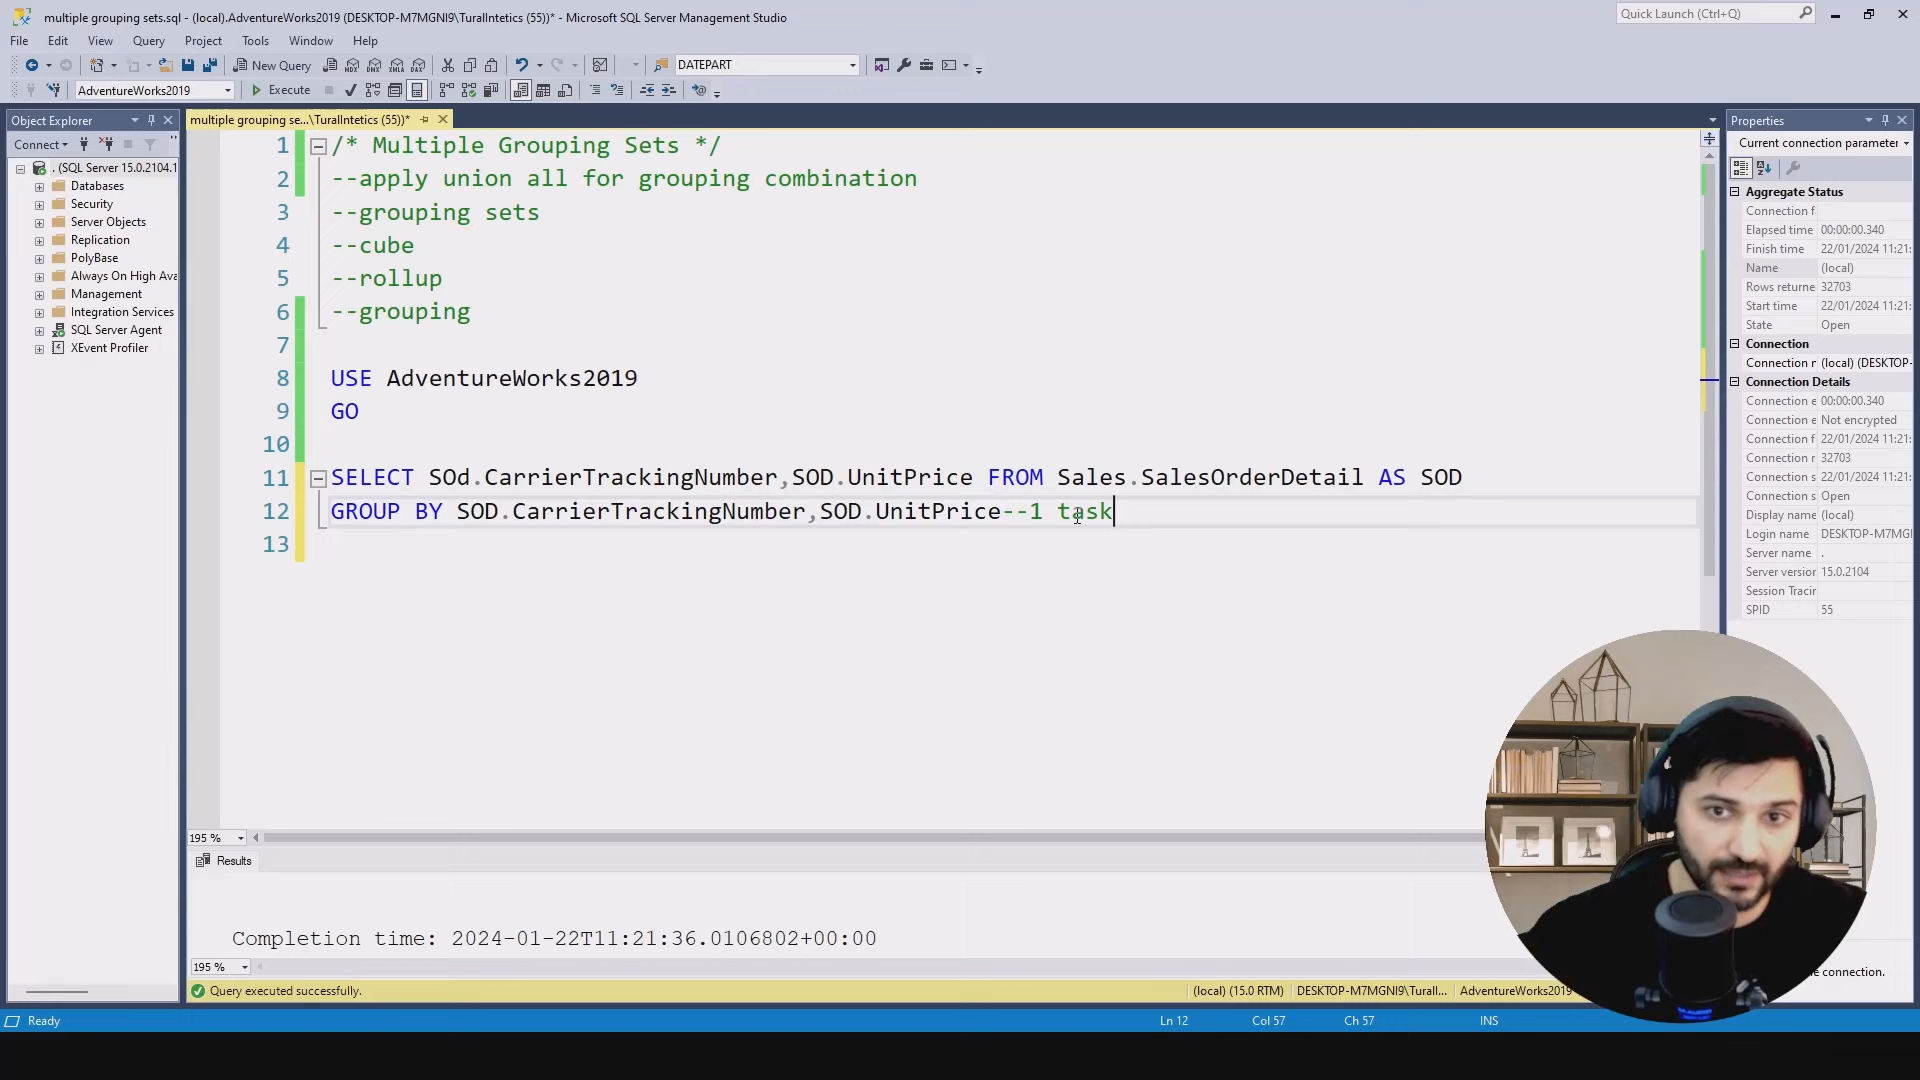 multiple grouping sets.sql - (local).AdventureWorks2019 (DESKTOP-M7MGNI9\TuralIntetics (55))* - Microsoft SQL Server Management Studio
Quick Launch (Ctrl+Q)
File Edit View Query Project Tools Window Help
New Query
MDX DMX XMLA DAX
DATEPART
AdventureWorks2019
Execute
Object Explorer
multiple grouping se...\TuralIntetics (55))*
Properties
Connect
Current connection parameter
. (SQL Server 15.0.2104.1
Databases
Security
Server Objects
Replication
PolyBase
Always On High Ava
Management
Integration Services
SQL Server Agent
XEvent Profiler
1 /* Multiple Grouping Sets */
2 --apply union all for grouping combination
3 --grouping sets
4 --cube
5 --rollup
6 --grouping
7
8 USE AdventureWorks2019
9 GO
10
11 SELECT SOd.CarrierTrackingNumber,SOD.UnitPrice FROM Sales.SalesOrderDetail AS SOD
12 GROUP BY SOD.CarrierTrackingNumber,SOD.UnitPrice--1 task
13
Aggregate Status
Connection f
Elapsed time 00:00:00.340
Finish time 22/01/2024 11:21:
Name (local)
Rows returne 32703
Start time 22/01/2024 11:21:
State Open
Connection
Connection r (local) (DESKTOP-
Connection Details
Connection e 00:00:00.340
Connection e Not encrypted
Connection f 22/01/2024 11:21:
Connection r 32703
Connection s 22/01/2024 11:21:
Connection s Open
Display name (local)
Login name DESKTOP-M7MGI
Server name .
Server version 15.0.2104
Session Tracin
SPID 55
195 %
Results
Completion time: 2024-01-22T11:21:36.0106802+00:00
195 %
e connection.
Query executed successfully.
(local) (15.0 RTM) DESKTOP-M7MGNI9\Turall... AdventureWorks2019
Ready
Ln 12 Col 57 Ch 57 INS